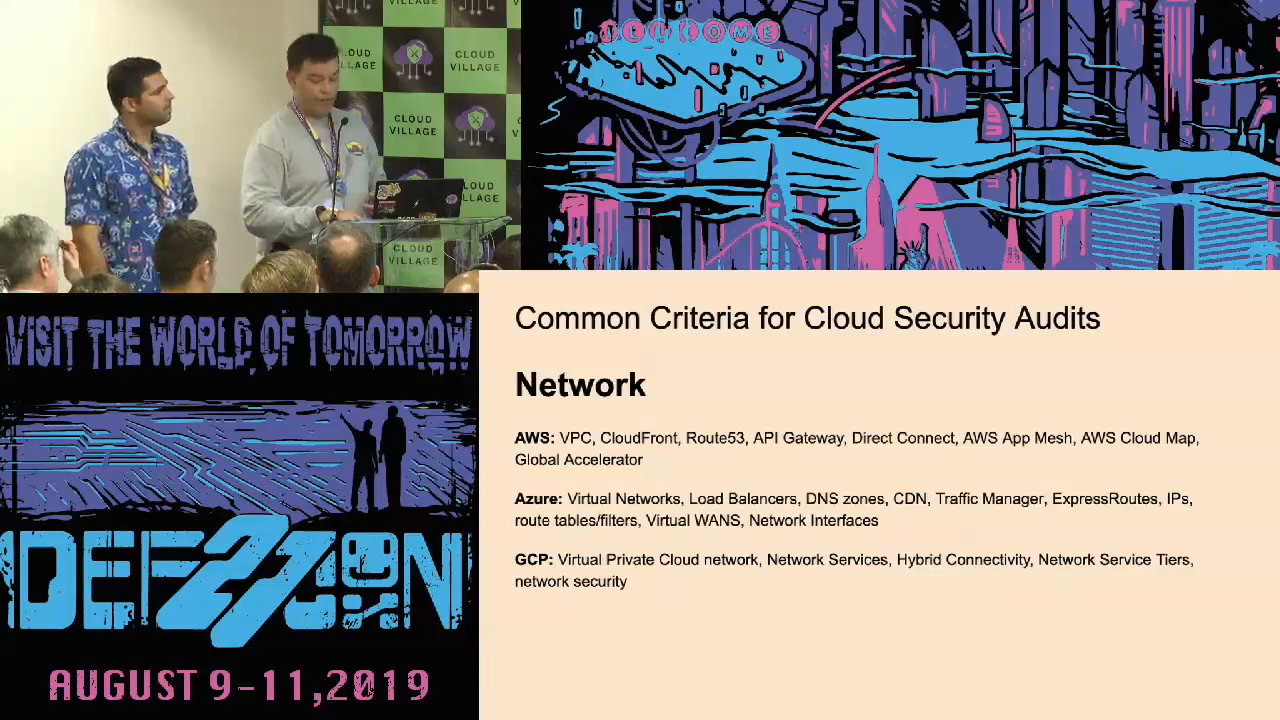 LOUD
VILLAGE
CLOUD
VILLAGE
CLOUD
VILLAGE
CLOUD
VILLAGE
WELCOME
VISIT THE WORLD OF TOMORROW
DEF 27 CON
AUGUST 9-11,2019
Common Criteria for Cloud Security Audits
Network
AWS: VPC, CloudFront, Route53, API Gateway, Direct Connect, AWS App Mesh, AWS Cloud Map,
Global Accelerator
Azure: Virtual Networks, Load Balancers, DNS zones, CDN, Traffic Manager, ExpressRoutes, IPs,
route tables/filters, Virtual WANS, Network Interfaces
GCP: Virtual Private Cloud network, Network Services, Hybrid Connectivity, Network Service Tiers,
network security